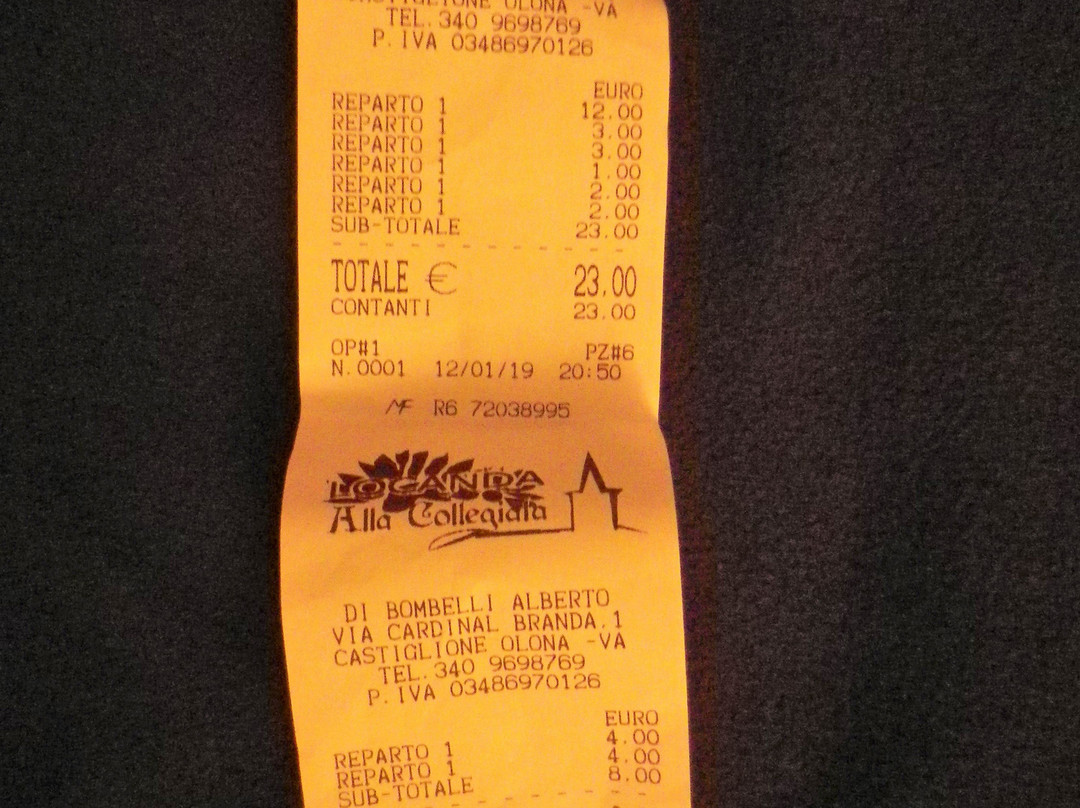 CASTIGLIONE OLONA -VA
TEL.340 9698769
P.IVA 03486970126
EURO
REPARTO 1 12.00
REPARTO 1 3.00
REPARTO 1 3.00
REPARTO 1 1.00
REPARTO 1 2.00
REPARTO 1 2.00
SUB-TOTALE 23.00
TOTALE € 23.00
CONTANTI 23.00
OP#1 PZ#6
N.0001 12/01/19 20:50
MF R6 72038995
LOCANDA
Alla Collegiata
DI BOMBELLI ALBERTO
VIA CARDINAL BRANDA,1
CASTIGLIONE OLONA -VA
TEL.340 9698769
P.IVA 03486970126
EURO
REPARTO 1 4.00
REPARTO 1 4.00
SUB-TOTALE 8.00